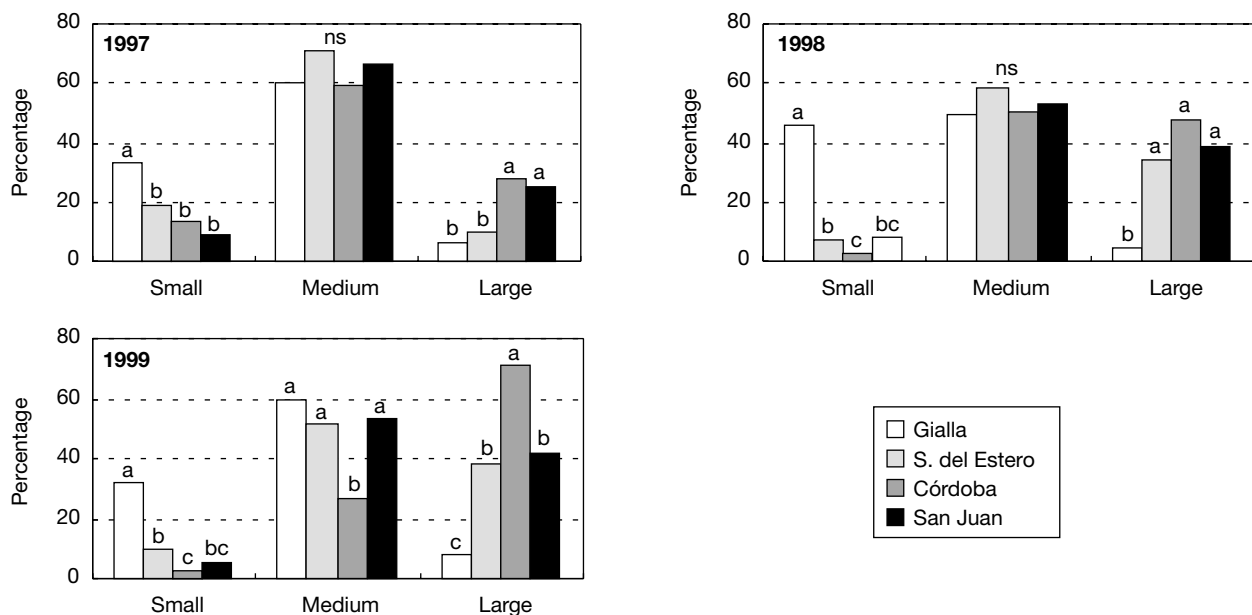 80
1997
ns
60
Percentage
40
a
a
a
b
20
b
b
b
b
0
Small
Medium
Large
80
1998
ns
60
Percentage
a
a
40
a
a
20
b
c
bc
b
0
Small
Medium
Large
80
1999
a
a
60
a
a
Percentage
40
a
b
b
b
20
b
c
bc
c
0
Small
Medium
Large
Gialla
S. del Estero
Córdoba
San Juan